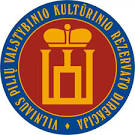 VILNIAUS PILIŲ VALSTYBINIO KULTŪRINIO REZERVATO DIREKCIJA